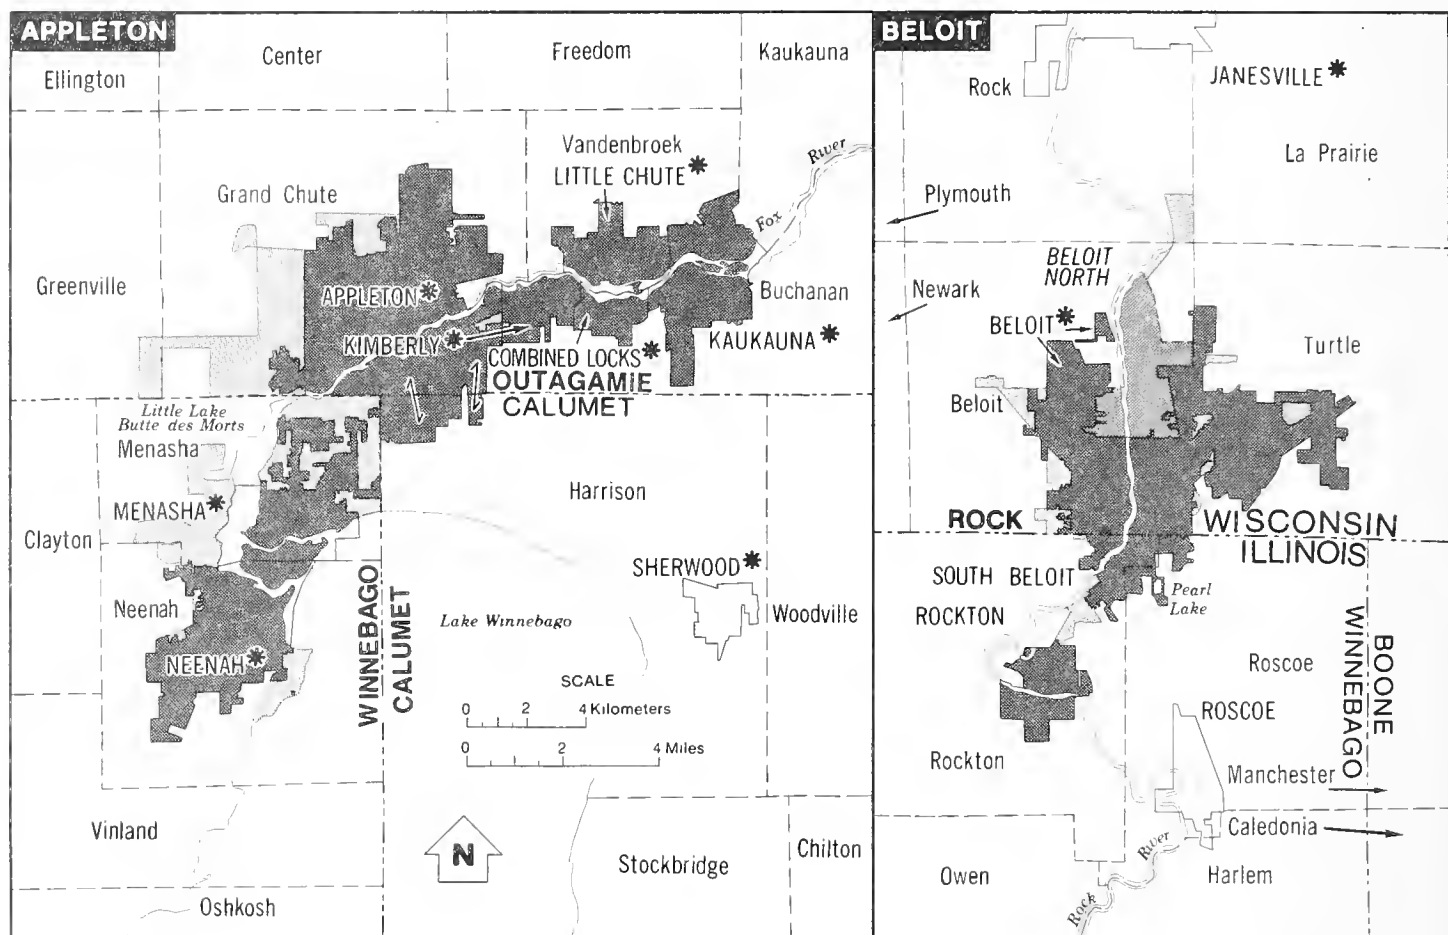 APPLETON
Center
Freedom
Kaukauna
Ellington
Vandenbroek
LITTLE CHUTE *
River
Grand Chute
Fox
Greenville
APPLETON *
Buchanan
KIMBERLY *
COMBINED LOCKS *
KAUKAUNA *
OUTAGAMIE
CALUMET
Little Lake
Butte des Morts
Menasha
Harrison
MENASHA *
Clayton
SHERWOOD *
Neenah
WINNEBAGO
CALUMET
Lake Winnebago
Woodville
NEENAH *
SCALE
0 2 4 Kilometers
0 2 4 Miles
Vinland
N
Stockbridge
Chilton
Oshkosh
BELOIT
Rock
JANESVILLE *
La Prairie
Plymouth
BELOIT
NORTH
Newark
BELOIT *
Turtle
Beloit
ROCK
WISCONSIN
ILLINOIS
SOUTH BELOIT
Pearl
Lake
ROCKTON
BOONE
WINNEBAGO
Roscoe
ROSCOE
Rockton
Manchester
Caledonia
River
Owen
Harlem
Rock